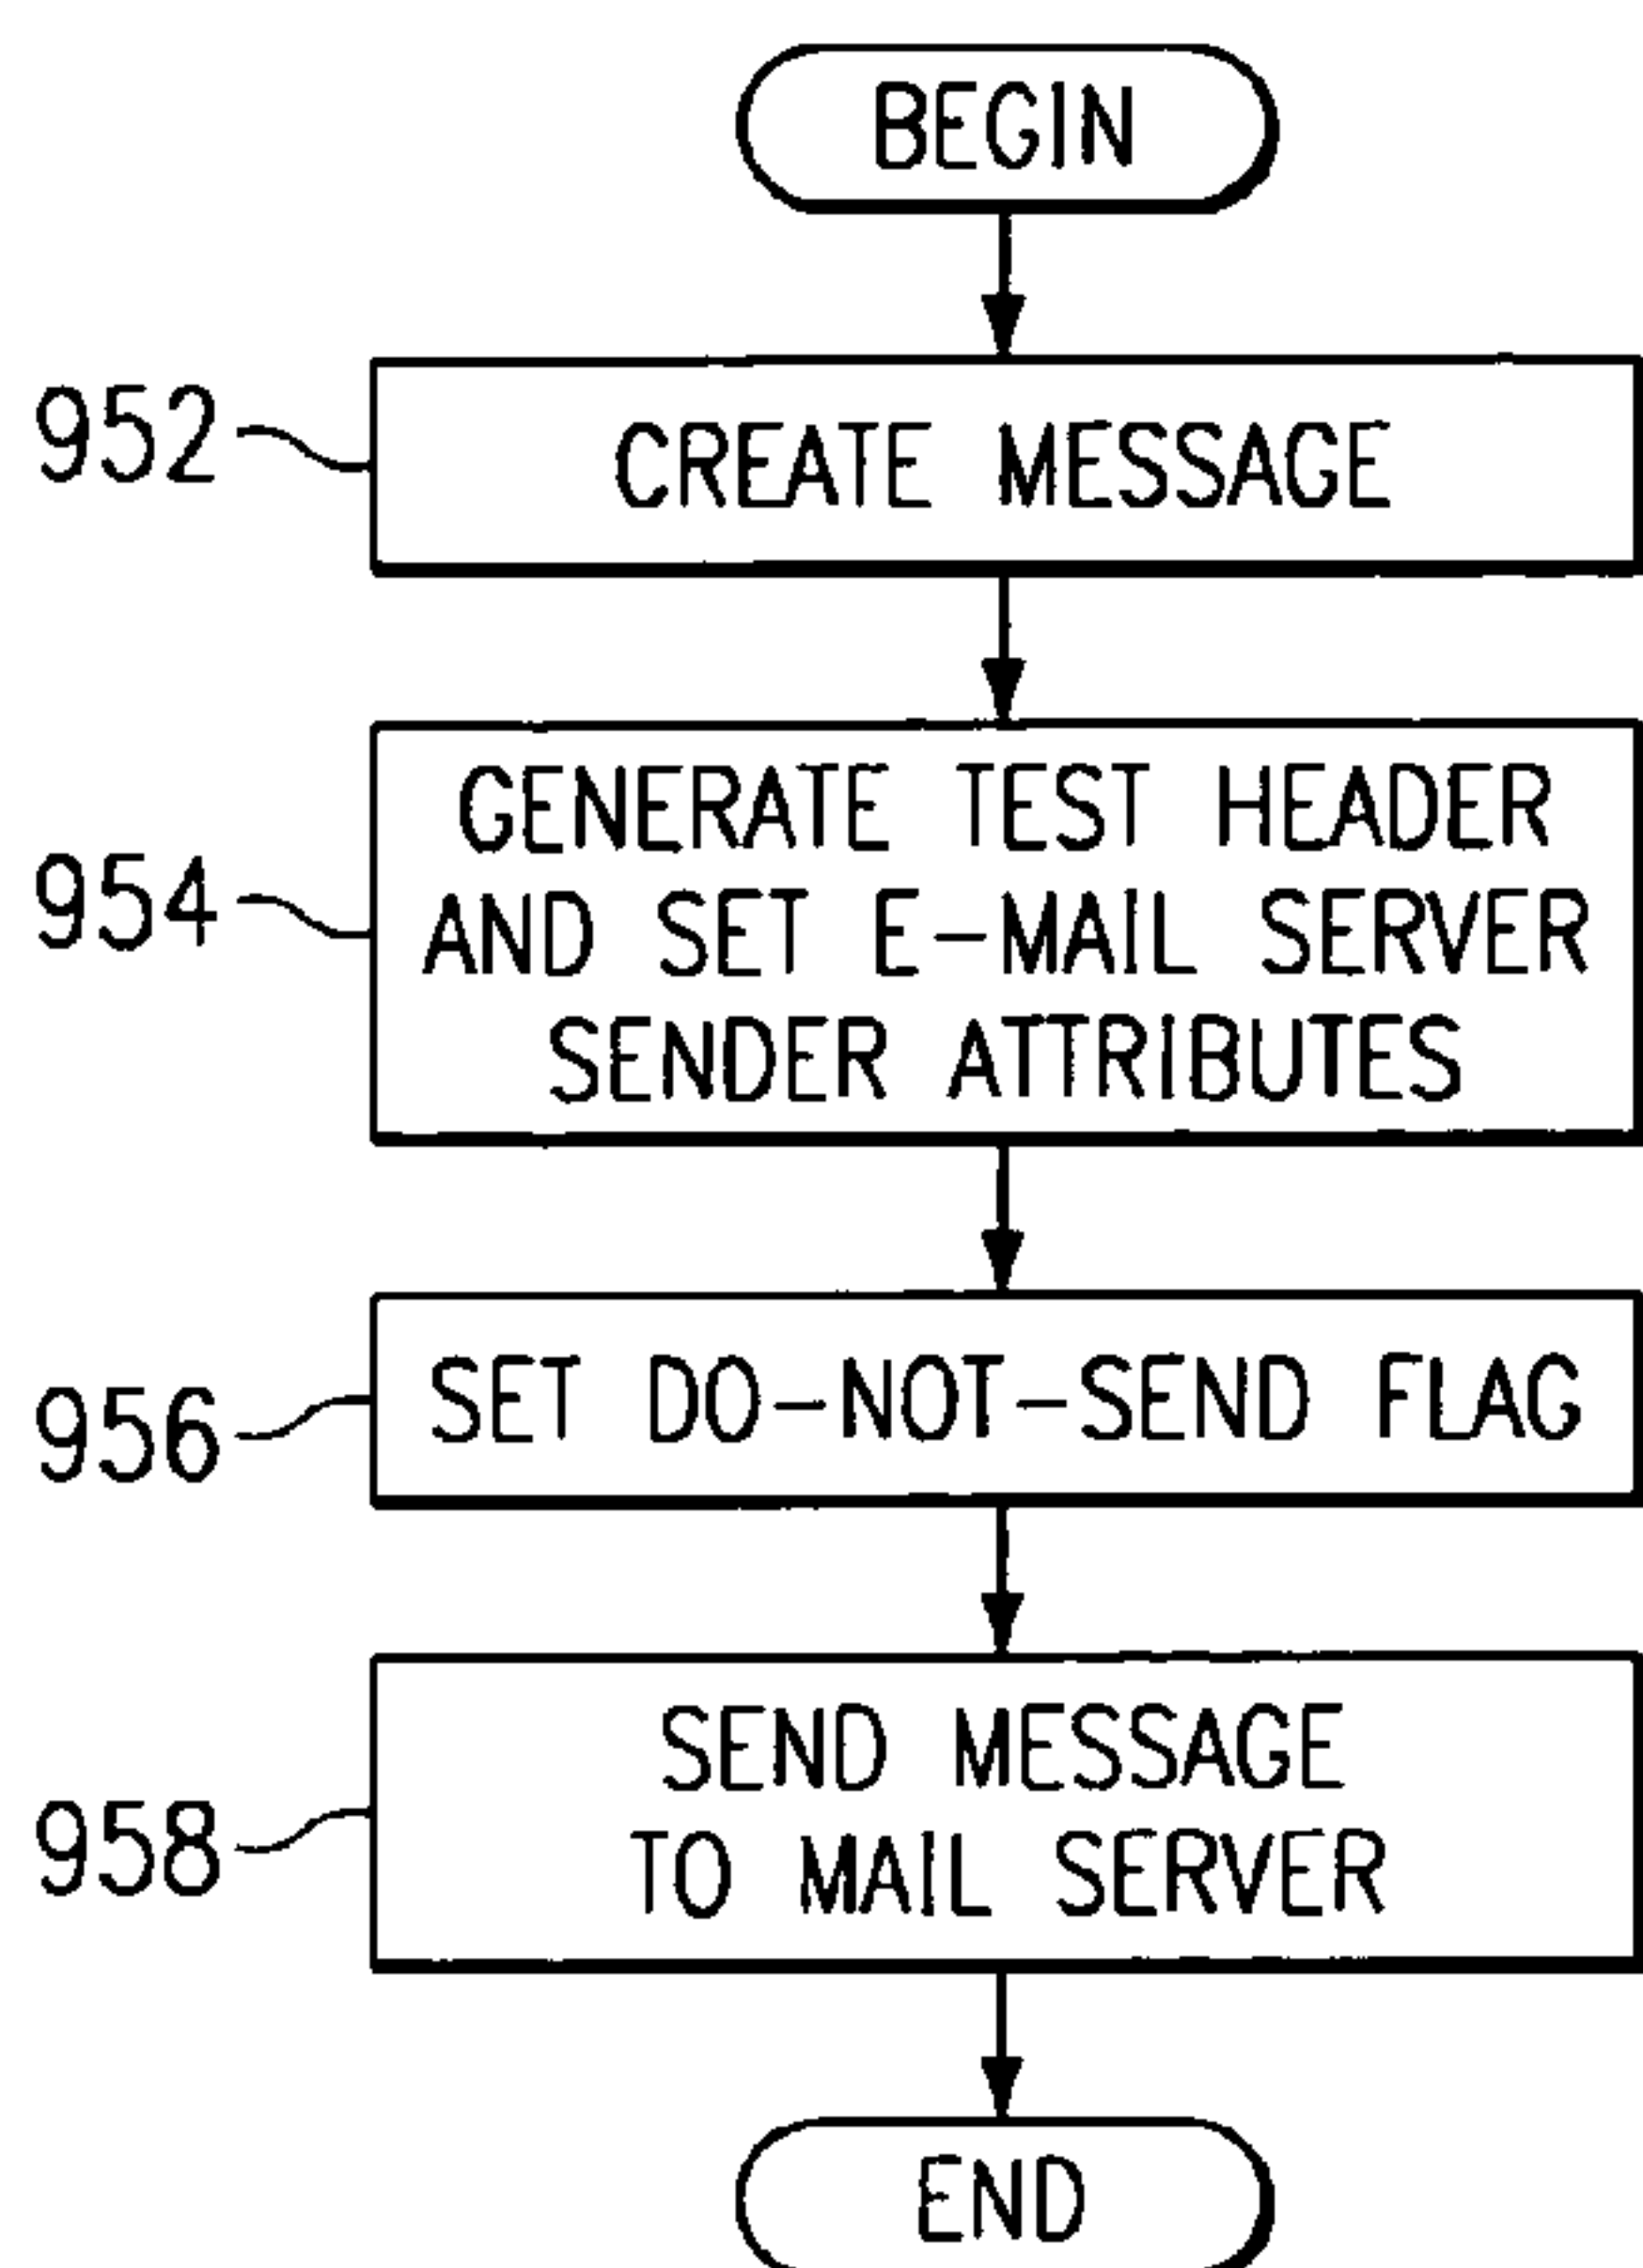 BEGIN
952
CREATE MESSAGE
954
GENERATE TEST HEADER
AND SET E-MAIL SERVER
SENDER ATTRIBUTES
956
SET DO-NOT-SEND FLAG
958
SEND MESSAGE
TO MAIL SERVER
END